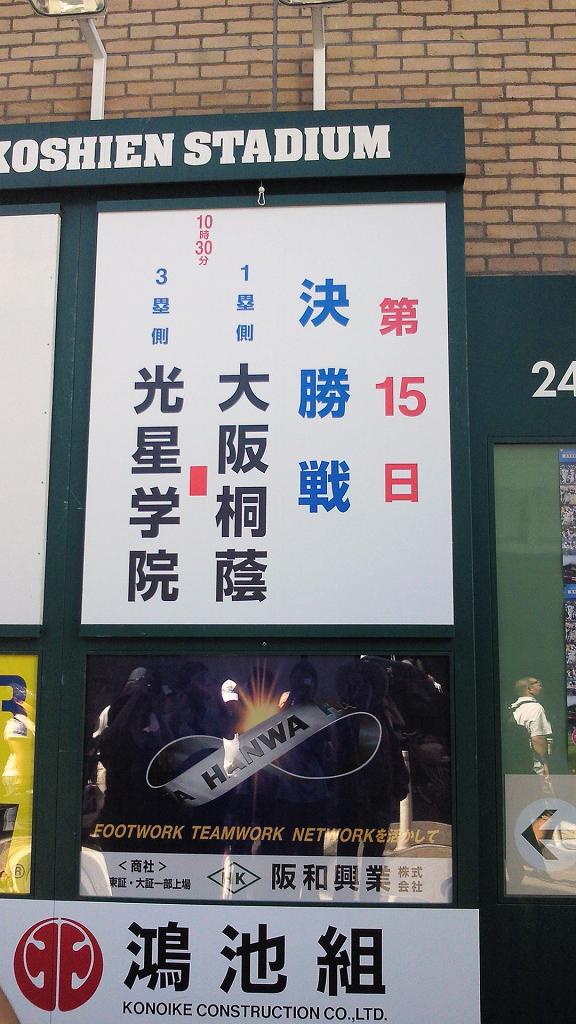 KOSHIEN STADIUM
第15日
決勝戦
1塁側 大阪桐蔭
10時30分
3塁側 光星学院
24
HANWA
FOOTWORK TEAMWORK NETWORKを活かして
<商社>
東証・大証一部上場
HK
阪和興業株式会社
鴻池組
KONOIKE CONSTRUCTION CO.,LTD.